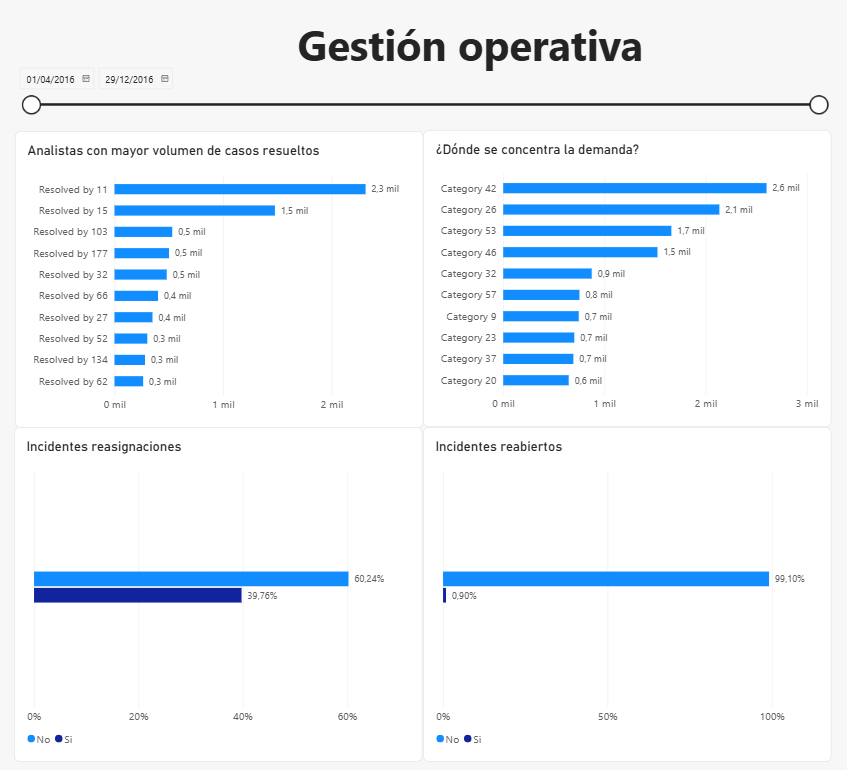 Gestión operativa
01/04/2016 29/12/2016
Analistas con mayor volumen de casos resueltos
Resolved by 11 2,3 mil
Resolved by 15 1,5 mil
Resolved by 103 0,5 mil
Resolved by 177 0,5 mil
Resolved by 32 0,5 mil
Resolved by 66 0,4 mil
Resolved by 27 0,4 mil
Resolved by 52 0,3 mil
Resolved by 134 0,3 mil
Resolved by 62 0,3 mil
0 mil 1 mil 2 mil
¿Dónde se concentra la demanda?
Category 42 2,6 mil
Category 26 2,1 mil
Category 53 1,7 mil
Category 46 1,5 mil
Category 32 0,9 mil
Category 57 0,8 mil
Category 9 0,7 mil
Category 23 0,7 mil
Category 37 0,7 mil
Category 20 0,6 mil
0 mil 1 mil 2 mil 3 mil
Incidentes reasignaciones
60,24%
39,76%
0% 20% 40% 60%
No Si
Incidentes reabiertos
99,10%
0,90%
0% 50% 100%
No Si